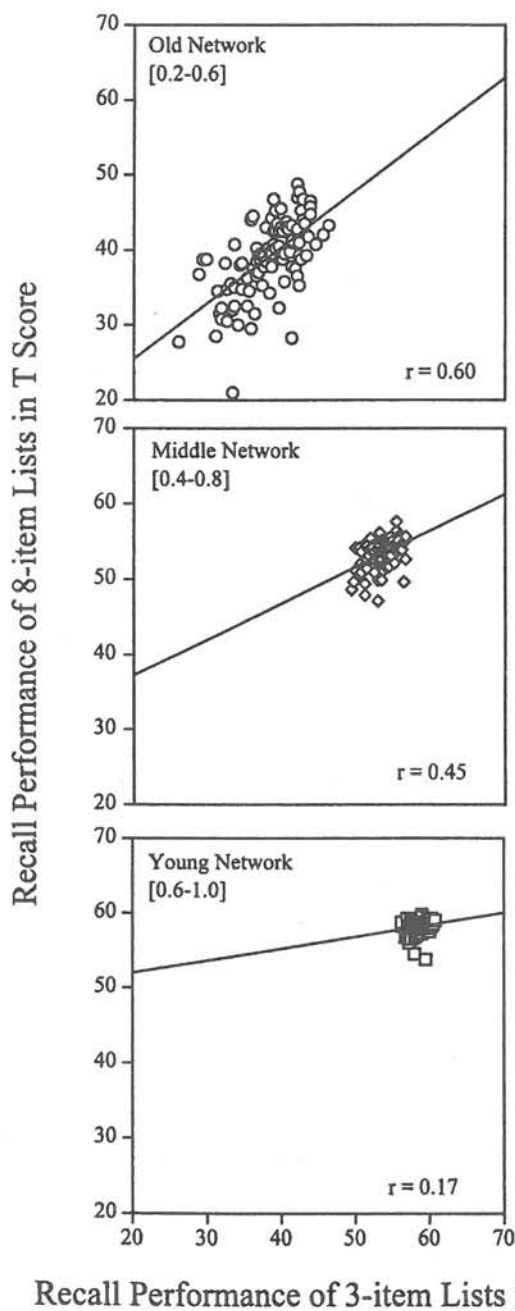 Recall Performance of 8-item Lists in T Score
70
60
50
40
30
20
Old Network
[0.2-0.6]
r = 0.60
70
60
50
40
30
20
Middle Network
[0.4-0.8]
r = 0.45
70
60
50
40
30
20
Young Network
[0.6-1.0]
r = 0.17
20 30 40 50 60 70
Recall Performance of 3-item Lists